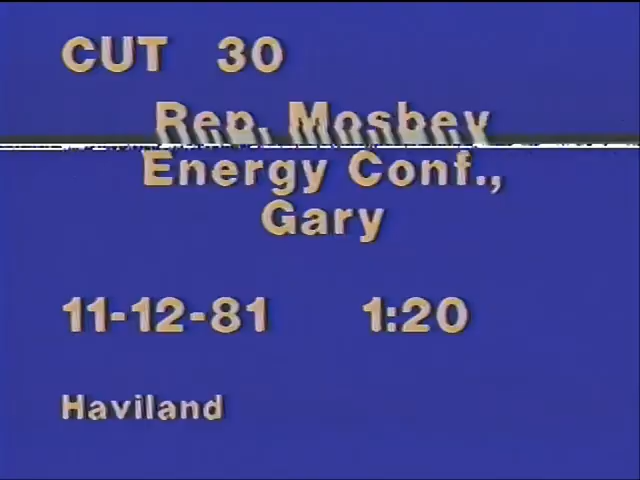 CUT 30
Rep. Mosbey
Energy Conf.,
Gary
11-12-81 1:20
Haviland